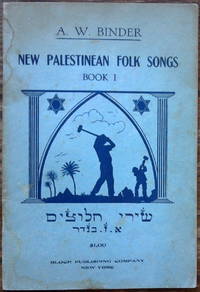 A. W. BINDER
NEW PALESTINEAN FOLK SONGS
BOOK I
שירי חלוצים
א. ו. בינדר
$1.00
BLOCH PUBLISHING COMPANY
NEW YORK